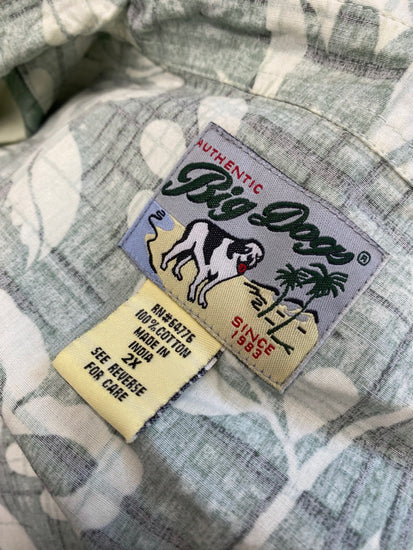 AUTHENTIC
Big Dogs®
SINCE
1983
RN#64776
100% COTTON
MADE IN
INDIA
2X
SEE REVERSE
FOR CARE